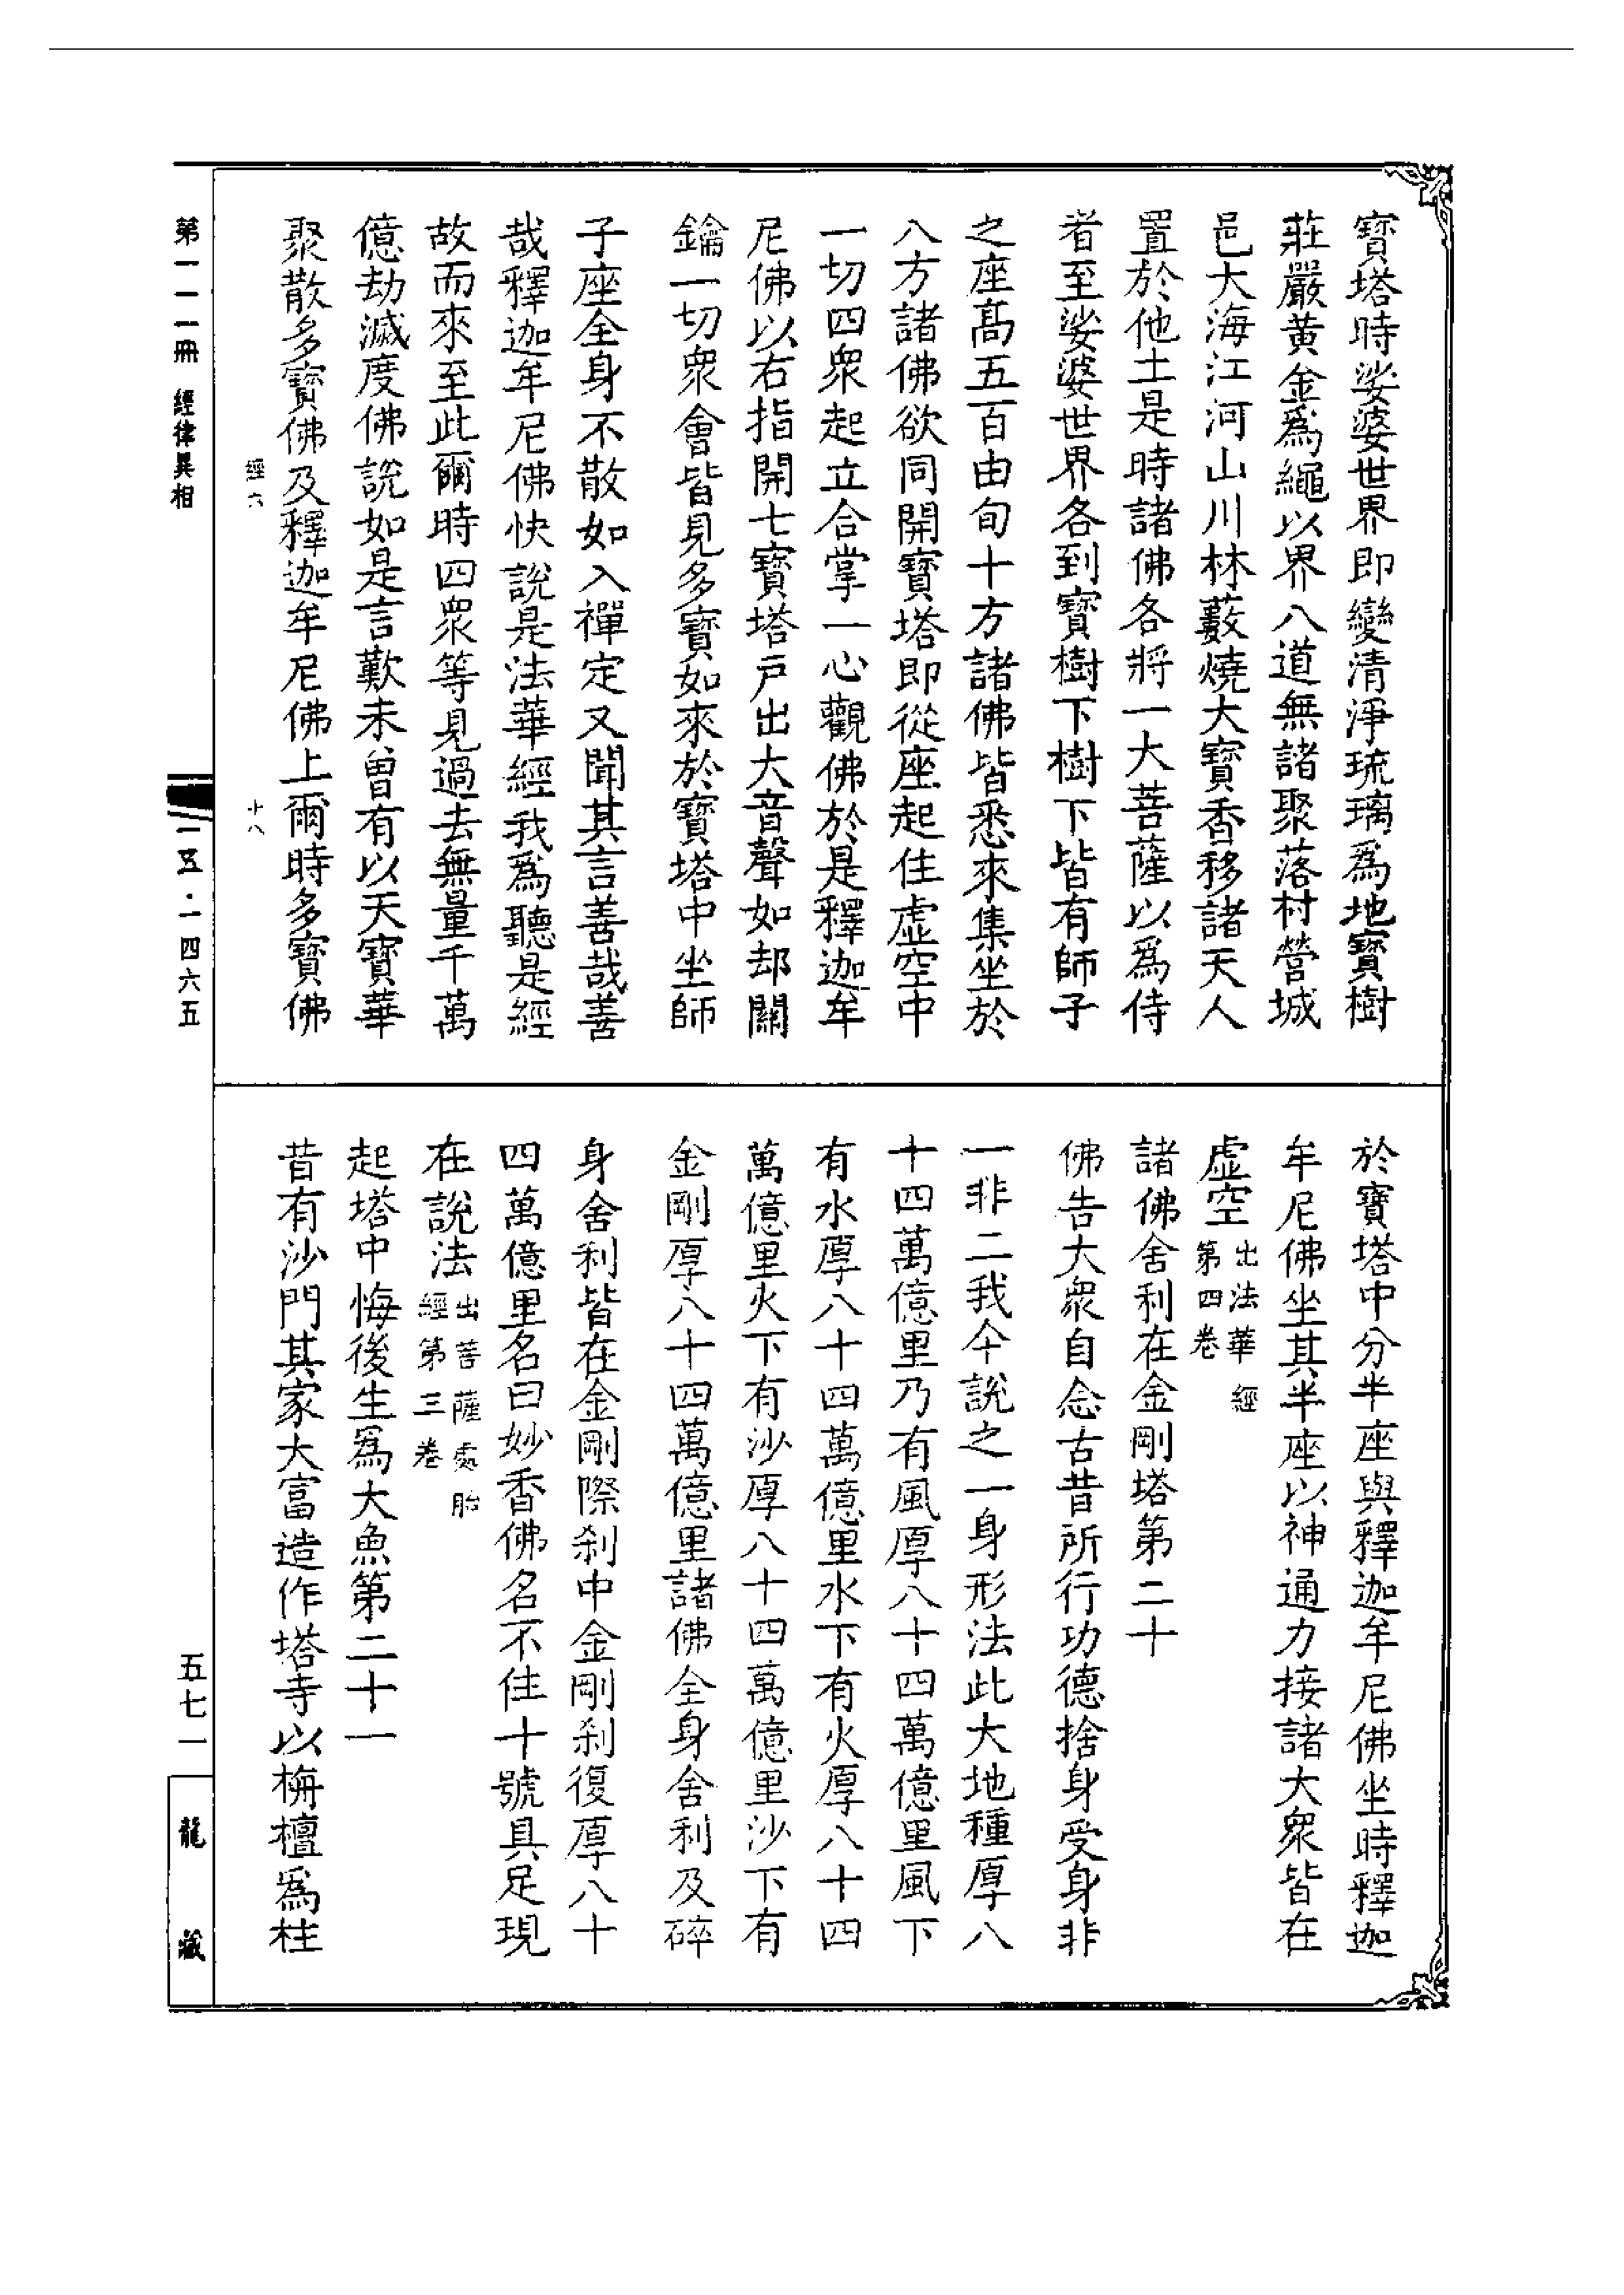 寶塔時娑婆世界即變清淨琉璃爲地寶樹
莊嚴黃金爲繩以界八道無諸聚落村營城
邑大海江河山川林藪燒大寶香移諸天人
置於他土是時諸佛各將一大菩薩以爲侍
者至娑婆世界各到寶樹下樹下皆有師子
之座高五百由旬十方諸佛皆悉來集坐於
八方諸佛欲同開寶塔即從座起住虛空中
一切四衆起立合掌一心觀佛於是釋迦牟
尼佛以右指開七寶塔戶出大音聲如却關
鑰一切衆會皆見多寶如來於寶塔中坐師
子座全身不散如入禪定又聞其言善哉善
哉釋迦牟尼佛快說是法華經我爲聽是經
故而來至此爾時四衆等見過去無量千萬
億劫滅度佛說如是言歎未曾有以天寶華
聚散多寶佛及釋迦牟尼佛上爾時多寶佛
經六 十八
於寶塔中分半座與釋迦牟尼佛坐時釋迦
牟尼佛坐其半座以神通力接諸大衆皆在
虛空出法華經第四卷
諸佛舍利在金剛塔第二十
佛告大衆自念古昔所行功德捨身受身非
一非二我今說之一身形法此大地種厚八
十四萬億里乃有風厚八十四萬億里風下
有水厚八十四萬億里水下有火厚八十四
萬億里火下有沙厚八十四萬億里沙下有
金剛厚八十四萬億里諸佛全身舍利及碎
身舍利皆在金剛際刹中金剛刹復厚八十
四萬億里名曰妙香佛名不住十號具足現
在說法出菩薩處胎經第三卷
起塔中悔後生爲大魚第二十一
昔有沙門其家大富造作塔寺以栴檀爲柱
第一一一冊 經律異相
一五·一四六五
五七一
龍藏